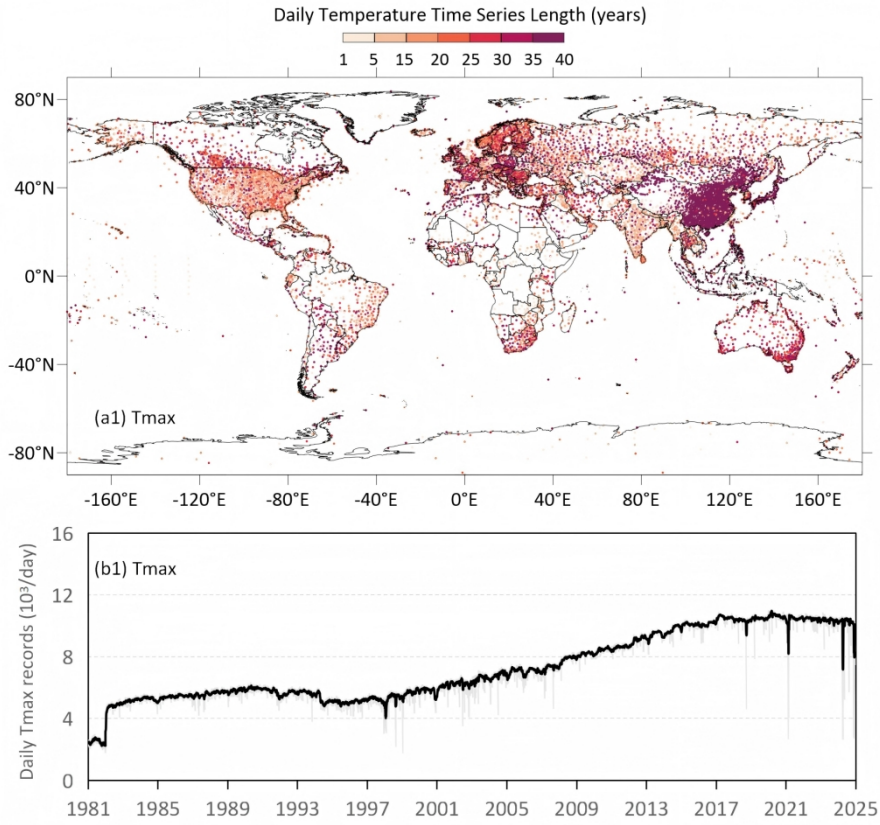 Daily Temperature Time Series Length (years)
1 5 15 20 25 30 35 40
80°N
40°N
0°N
-40°N
-80°N
(a1) Tmax
-160°E -120°E -80°E -40°E 0°E 40°E 80°E 120°E 160°E
Daily Tmax records (10³/day)
16
12
8
4
0
(b1) Tmax
1981 1985 1989 1993 1997 2001 2005 2009 2013 2017 2021 2025